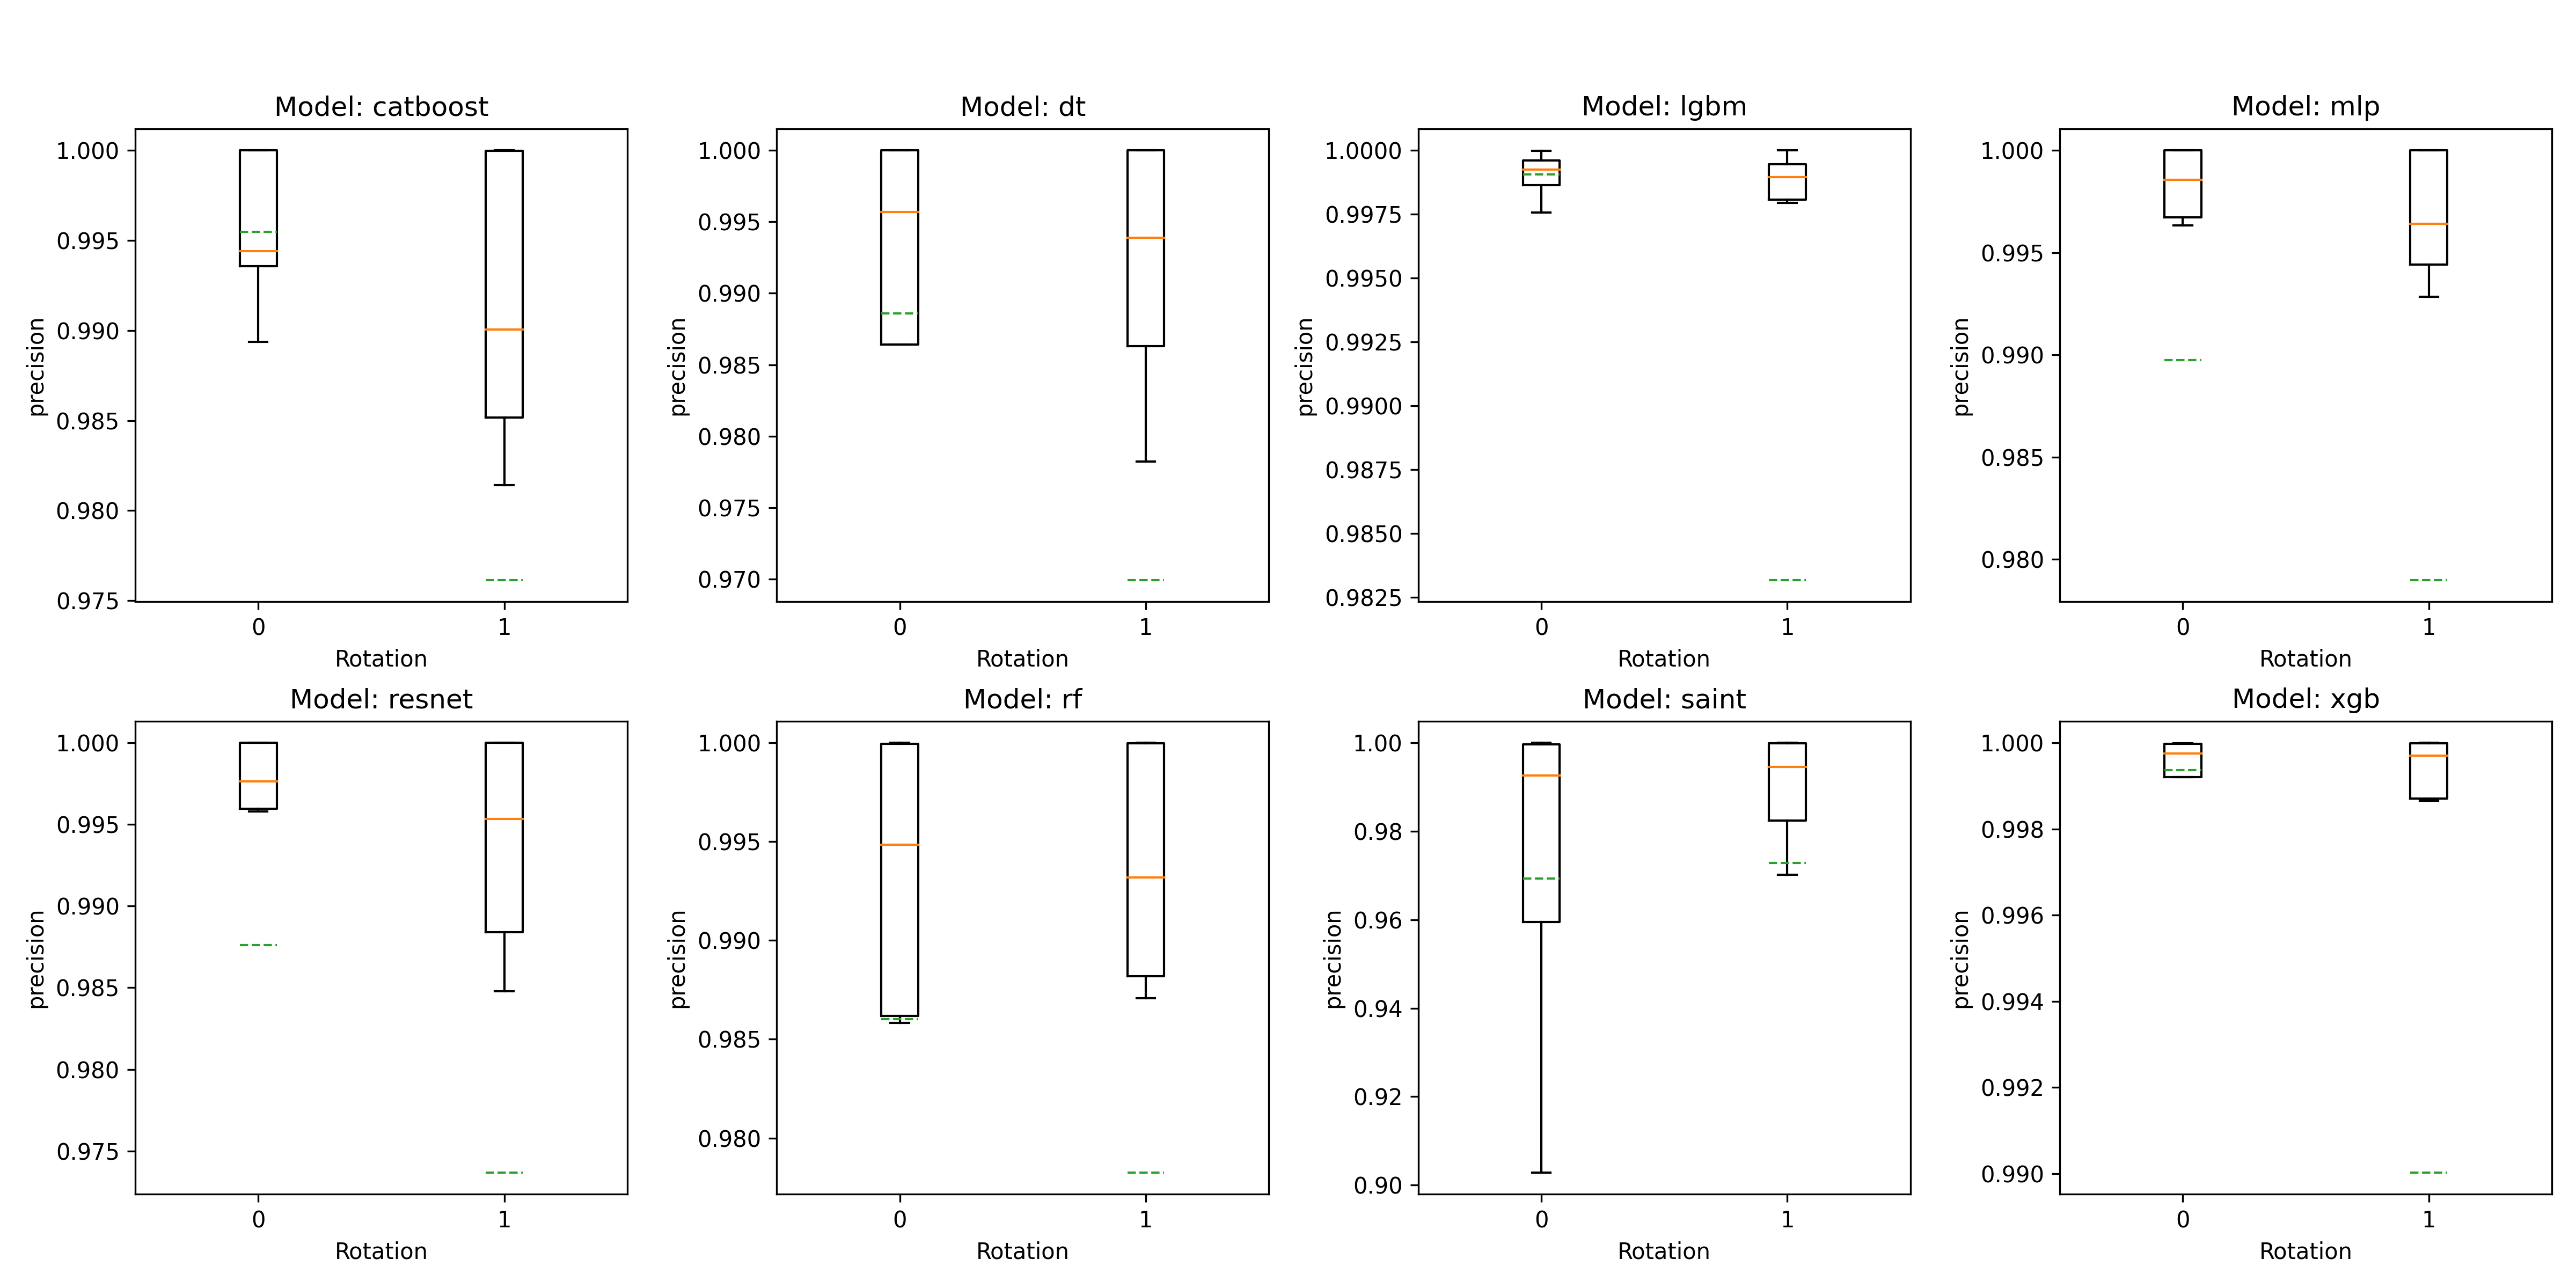 Model: catboost
precision
1.000
0.995
0.990
0.985
0.980
0.975
0
1
Rotation
Model: dt
precision
1.000
0.995
0.990
0.985
0.980
0.975
0.970
0
1
Rotation
Model: lgbm
precision
1.0000
0.9975
0.9950
0.9925
0.9900
0.9875
0.9850
0.9825
0
1
Rotation
Model: mlp
precision
1.000
0.995
0.990
0.985
0.980
0
1
Rotation
Model: resnet
precision
1.000
0.995
0.990
0.985
0.980
0.975
0
1
Rotation
Model: rf
precision
1.000
0.995
0.990
0.985
0.980
0
1
Rotation
Model: saint
precision
1.00
0.98
0.96
0.94
0.92
0.90
0
1
Rotation
Model: xgb
precision
1.000
0.998
0.996
0.994
0.992
0.990
0
1
Rotation